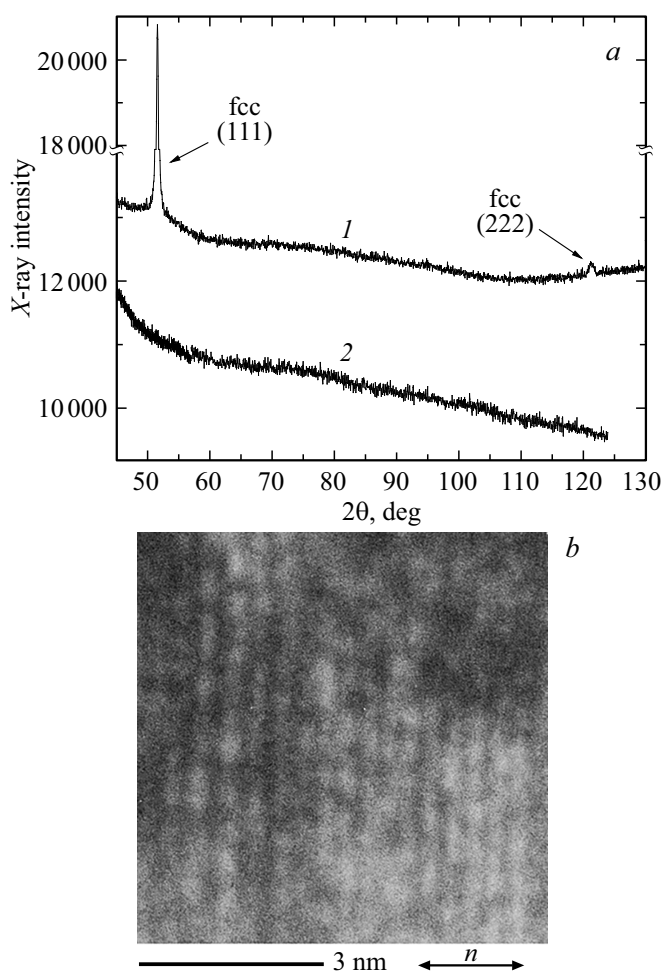 a
20 000
fcc
(111)
18 000
X-ray intensity
fcc
(222)
1
12 000
2
10 000
50 60 70 80 90 100 110 120 130
2θ, deg
b
3 nm n